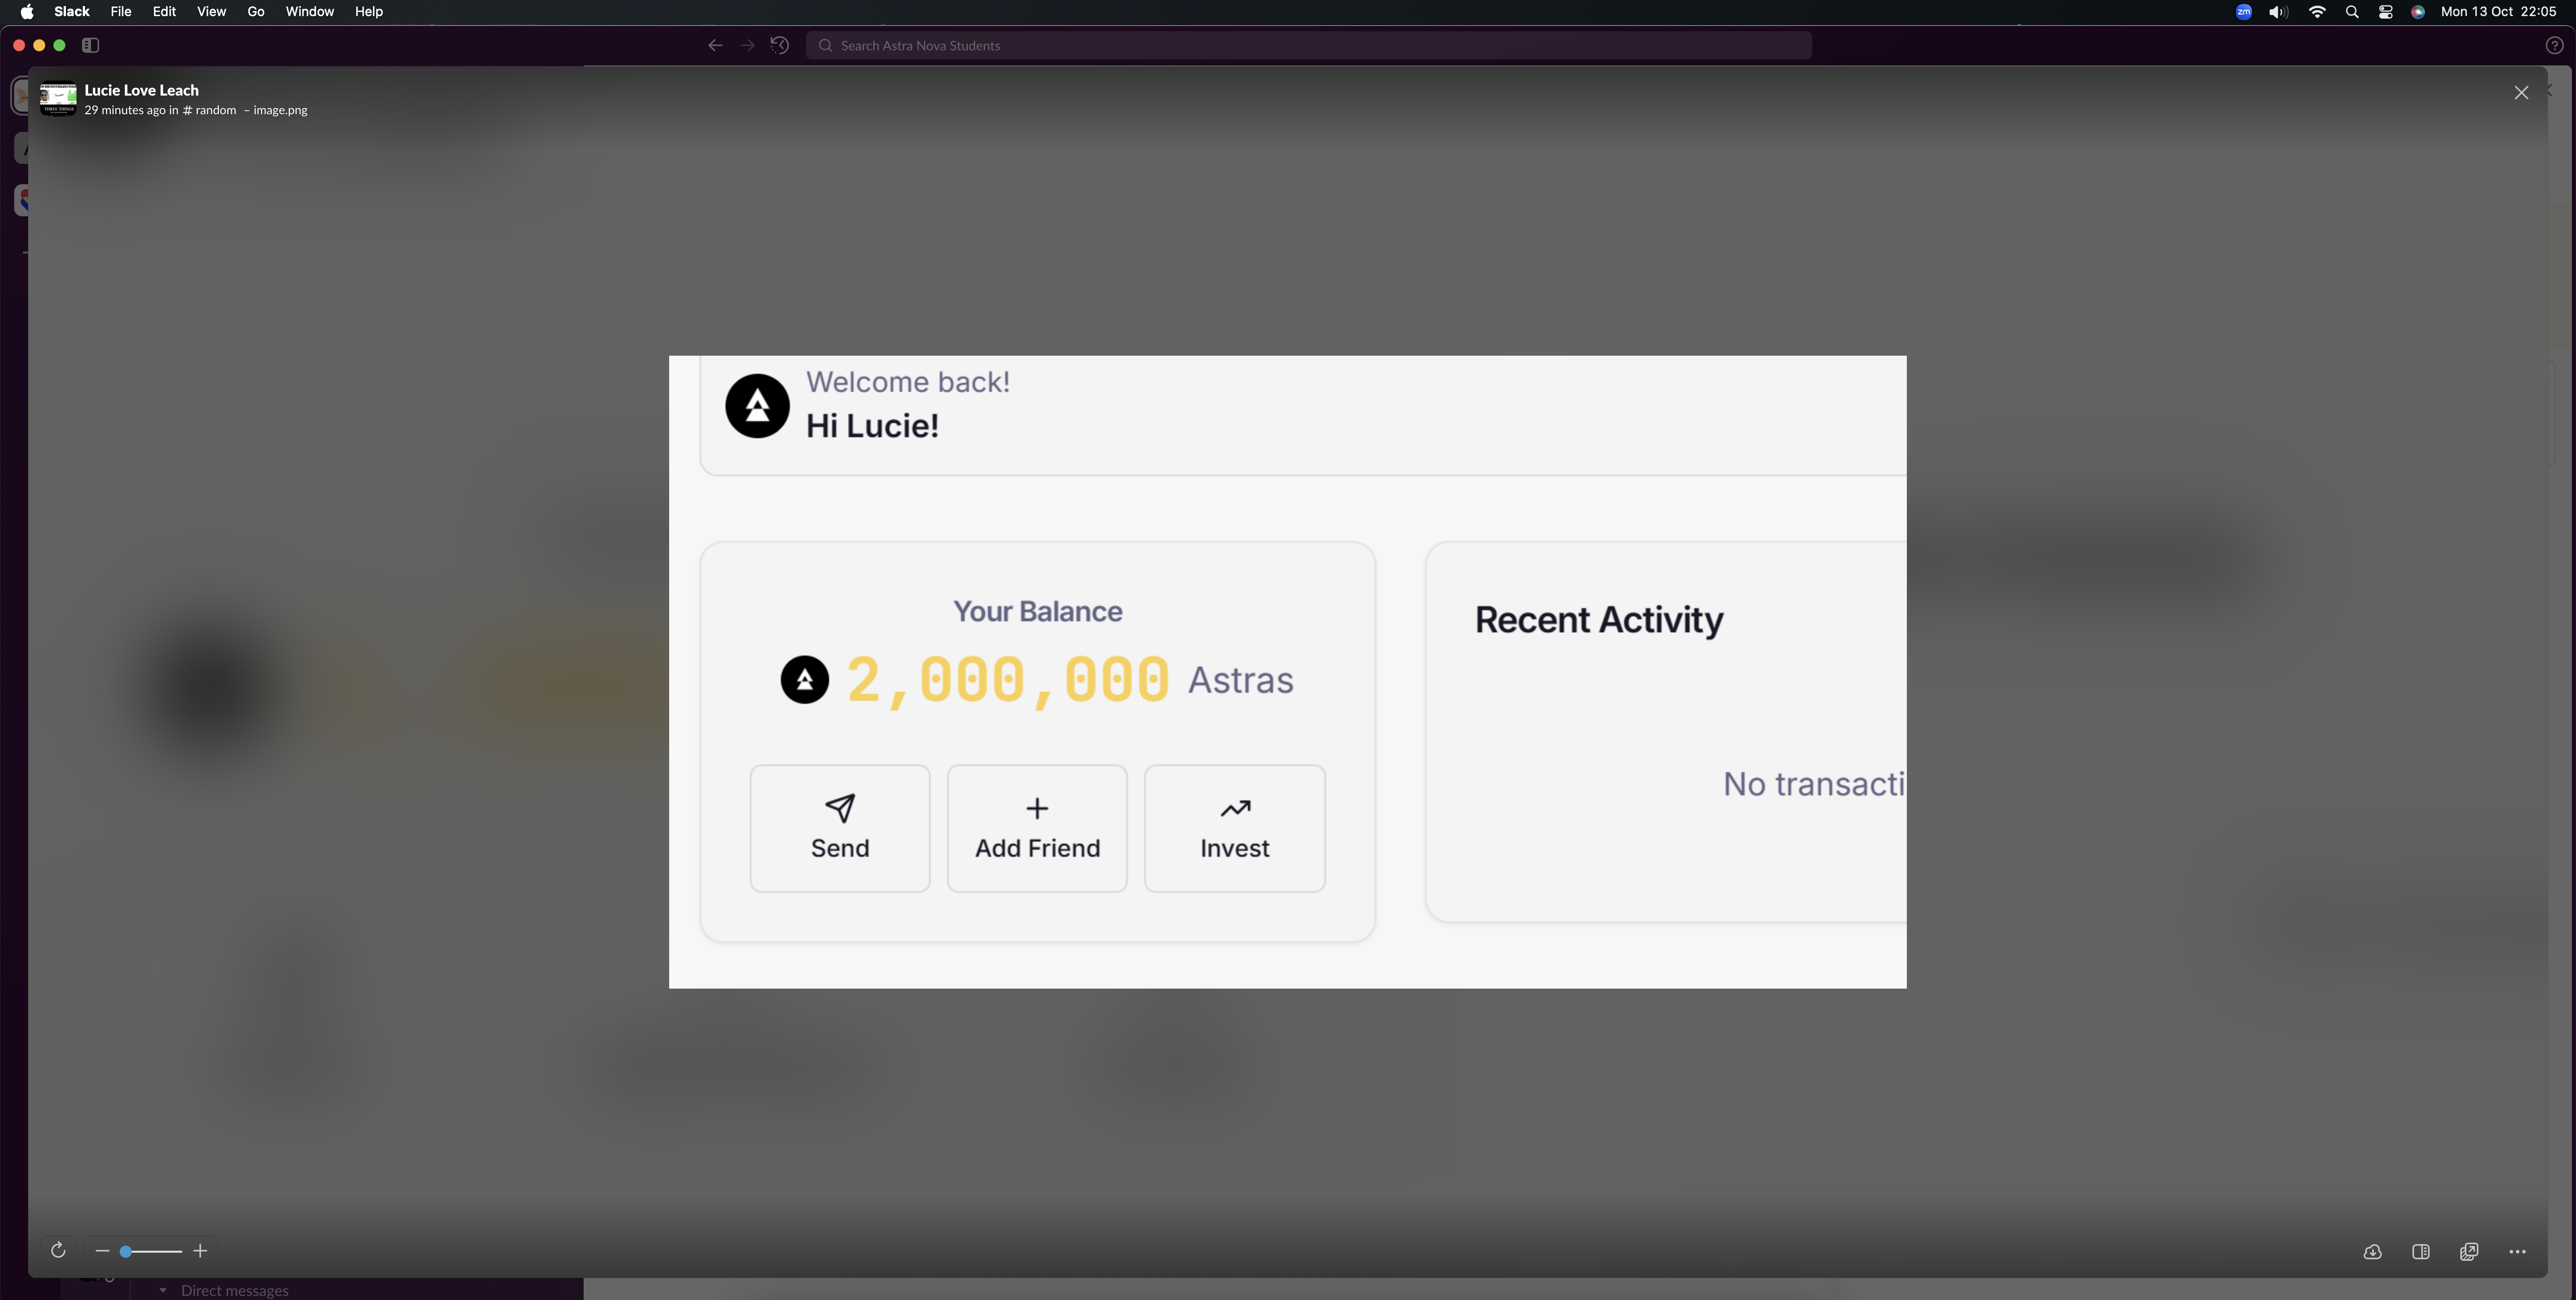 Slack File Edit View Go Window Help
zm
Mon 13 Oct 22:05
Search Astra Nova Students
Lucie Love Leach
29 minutes ago in # random – image.png
Welcome back!
Hi Lucie!
Your Balance
2,000,000 Astras
Send
Add Friend
Invest
Recent Activity
No transacti
Direct messages